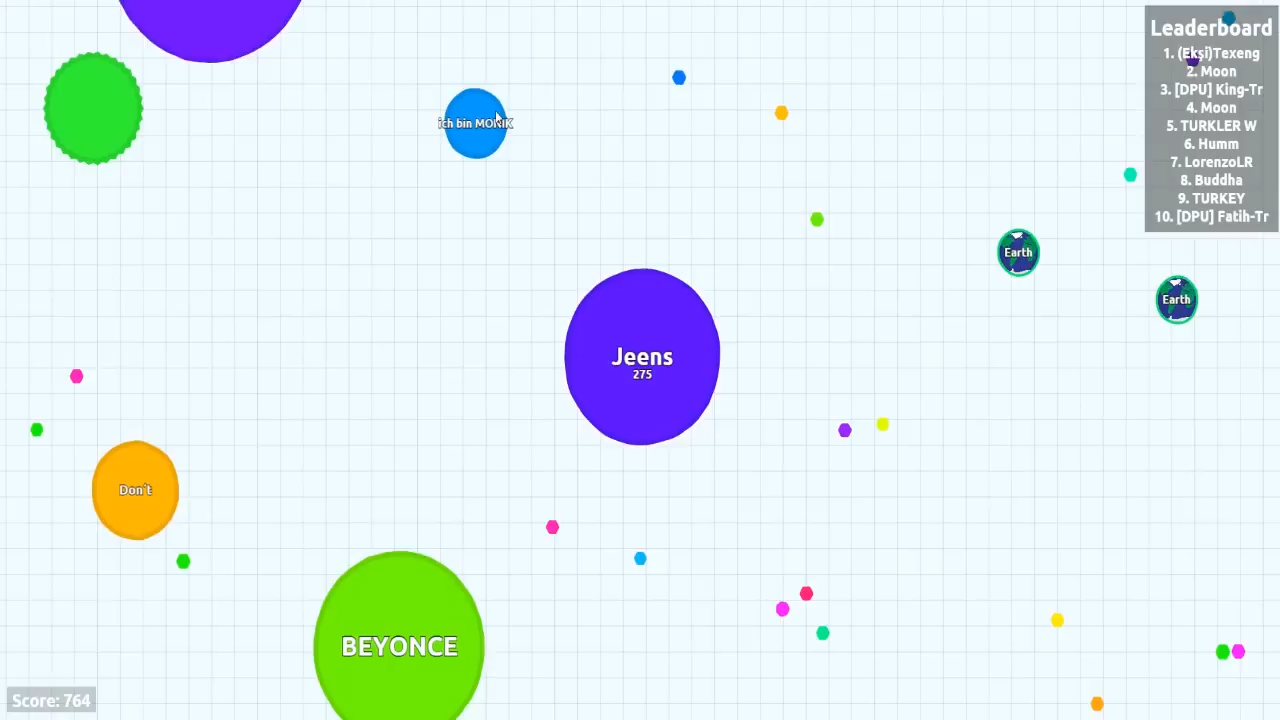 Leaderboard
1. (Eksi)Texeng
2. Moon
3. [DPU] King-Tr
4. Moon
5. TURKLER W
6. Humm
7. LorenzoLR
8. Buddha
9. TURKEY
10. [DPU] Fatih-Tr
ich bin MONIK
Earth
Earth
Jeens
275
Don't
BEYONCE
Score: 764